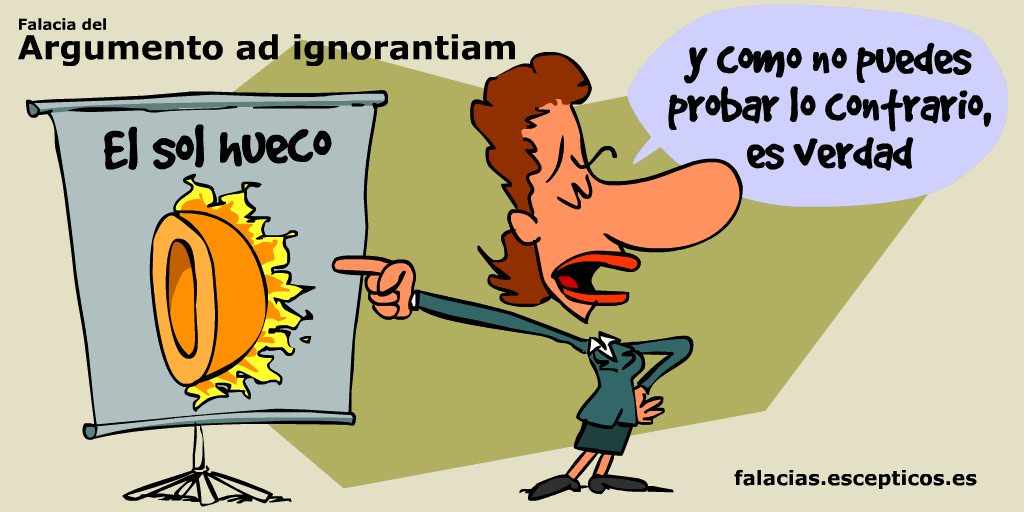 Falacia del
Argumento ad ignorantiam
El sol hueco
y como no puedes
probar lo contrario,
es verdad
falacias.escepticos.es